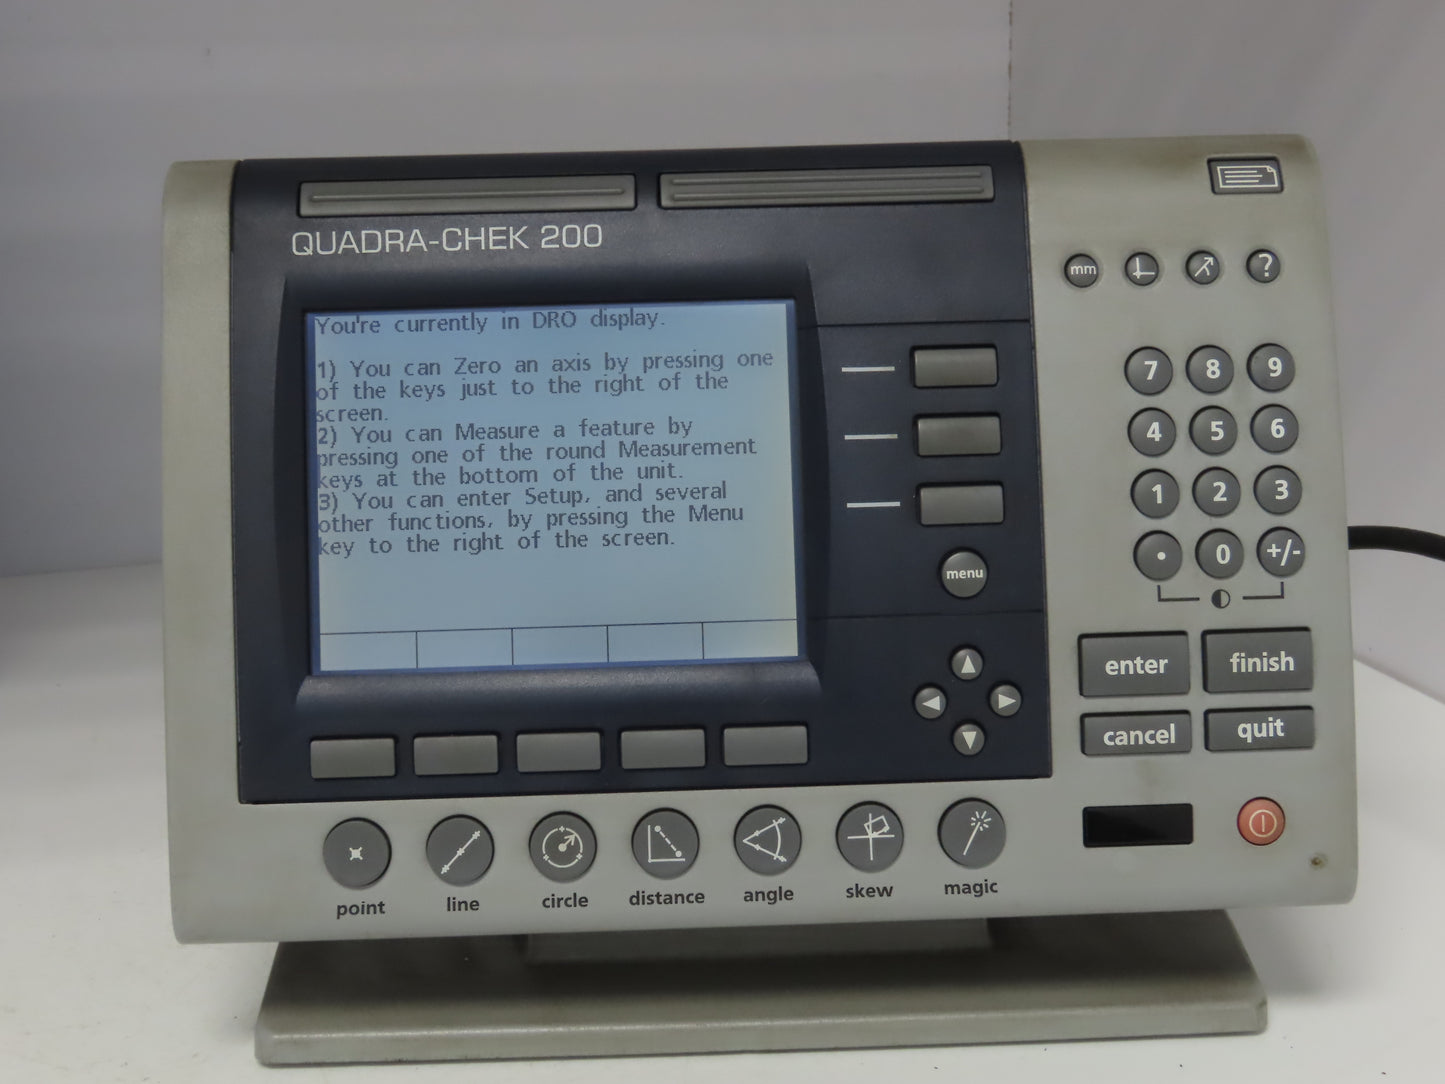 QUADRA-CHEK 200
You're currently in DRO display.
1) You can Zero an axis by pressing one
of the keys just to the right of the
screen.
2) You can Measure a feature by
pressing one of the round Measurement
keys at the bottom of the unit.
3) You can enter Setup, and several
other functions, by pressing the Menu
key to the right of the screen.
menu
mm
?
7 8 9
4 5 6
1 2 3
. 0 +/-
enter finish
cancel quit
point line circle distance angle skew magic